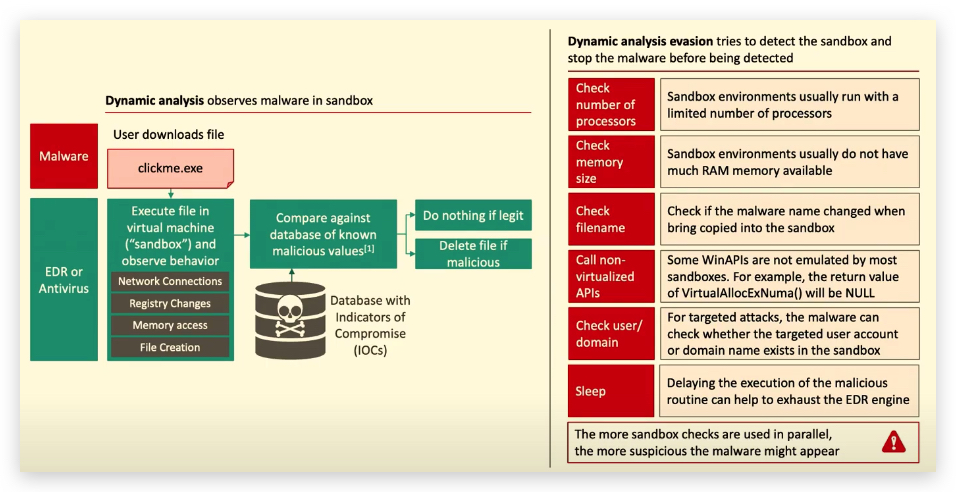 Dynamic analysis observes malware in sandbox
Malware
User downloads file
clickme.exe
EDR or
Antivirus
Execute file in
virtual machine
("sandbox") and
observe behavior
Network Connections
Registry Changes
Memory access
File Creation
Compare against
database of known
malicious values[1]
Do nothing if legit
Delete file if
malicious
Database with
Indicators of
Compromise
(IOCs)
Dynamic analysis evasion tries to detect the sandbox and
stop the malware before being detected
Check
number of
processors
Sandbox environments usually run with a
limited number of processors
Check
memory
size
Sandbox environments usually do not have
much RAM memory available
Check
filename
Check if the malware name changed when
bring copied into the sandbox
Call non-
virtualized
APIs
Some WinAPIs are not emulated by most
sandboxes. For example, the return value
of VirtualAllocExNuma() will be NULL
Check user/
domain
For targeted attacks, the malware can
check whether the targeted user account
or domain name exists in the sandbox
Sleep
Delaying the execution of the malicious
routine can help to exhaust the EDR engine
The more sandbox checks are used in parallel,
the more suspicious the malware might appear